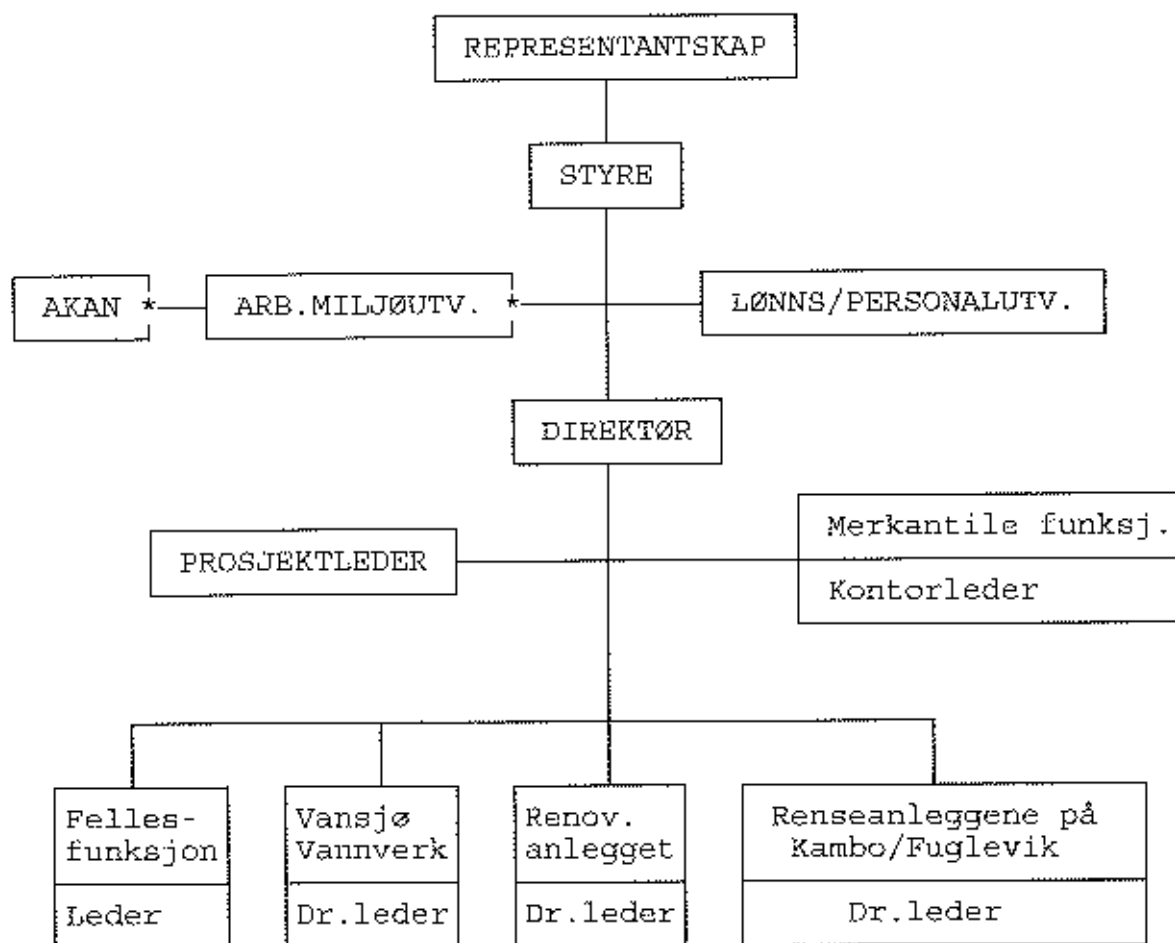 REPRESENTANTSKAP
STYRE
AKAN *
ARB.MILJØUTV. *
LØNNS/PERSONALUTV.
DIREKTØR
PROSJEKTLEDER
Merkantile funksj.
Kontorleder
Felles-
funksjon
Leder
Vansjø
Vannverk
Dr.leder
Renov.
anlegget
Dr.leder
Renseanleggene på
Kambo/Fuglevik
Dr.leder